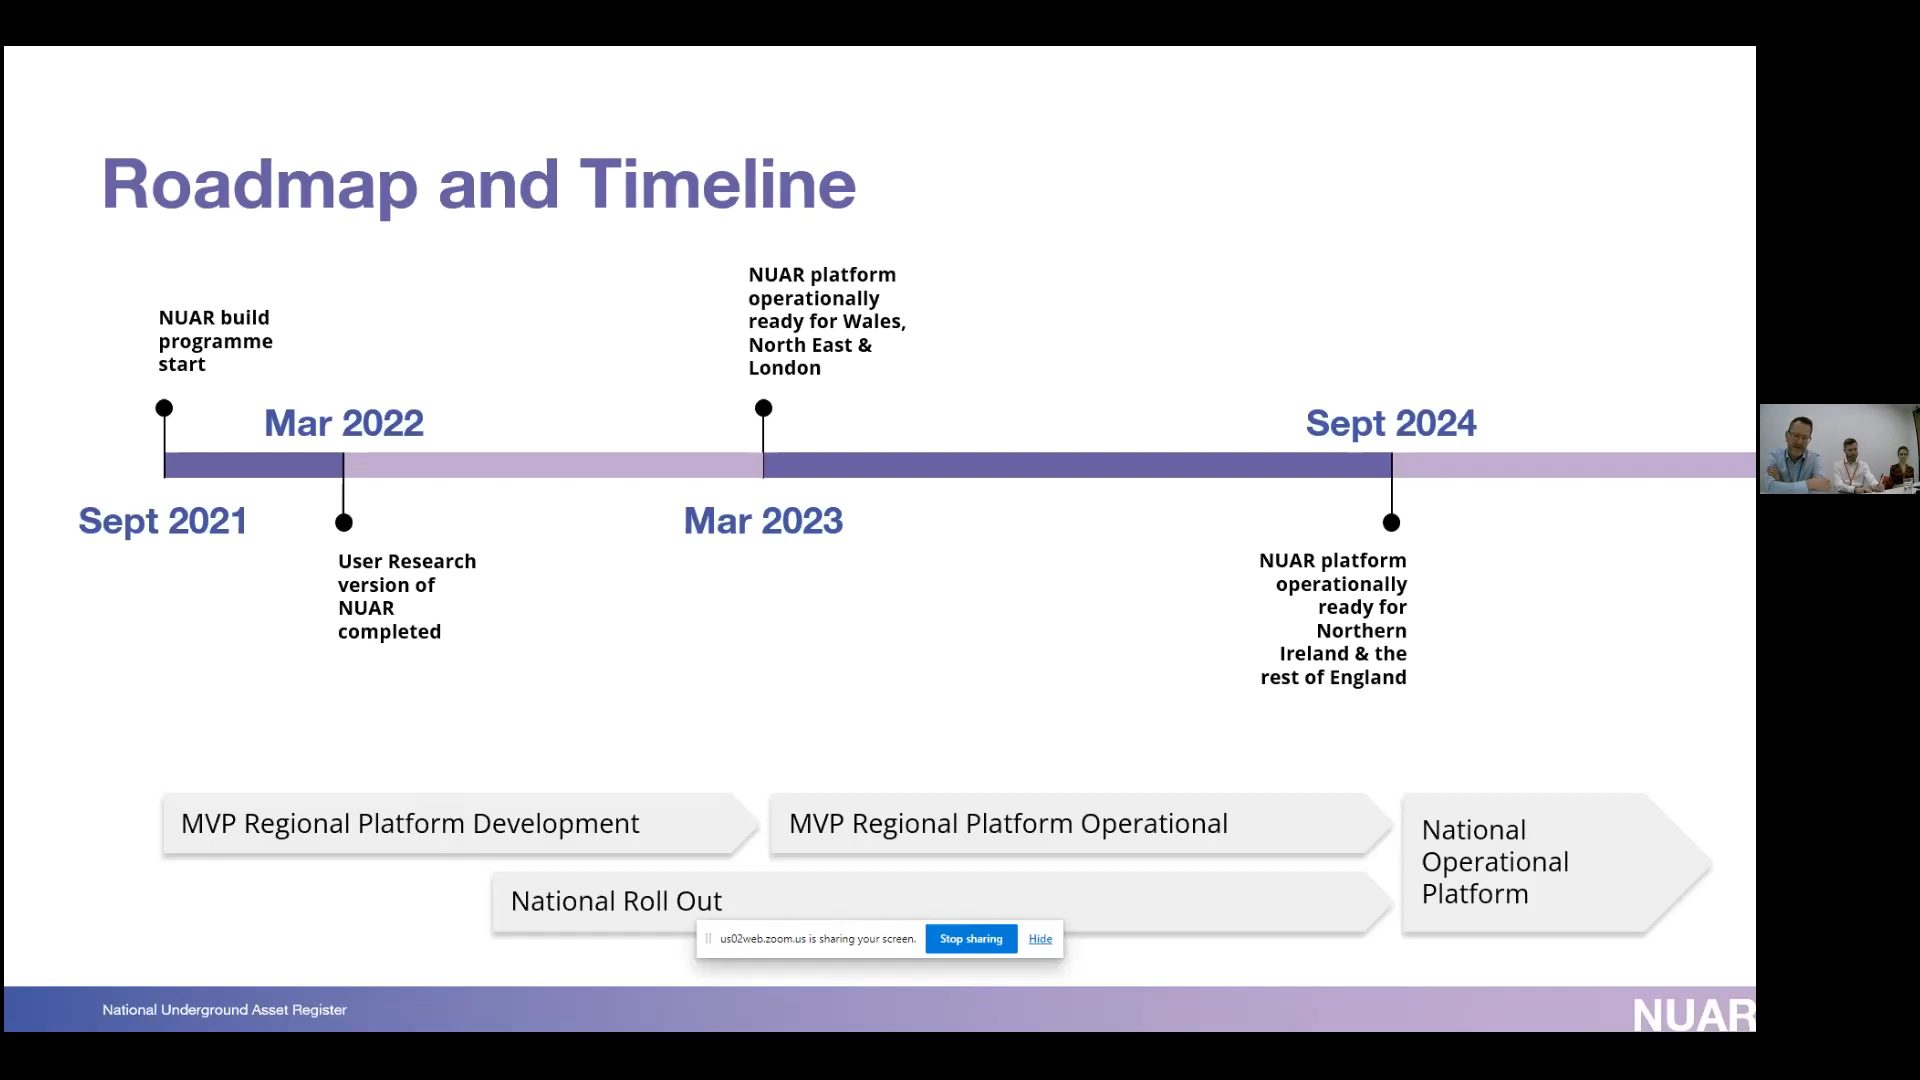 Roadmap and Timeline
NUAR build
programme
start
NUAR platform
operationally
ready for Wales,
North East &
London
Mar 2022
Sept 2024
Sept 2021
Mar 2023
User Research
version of
NUAR
completed
NUAR platform
operationally
ready for
Northern
Ireland & the
rest of England
MVP Regional Platform Development
MVP Regional Platform Operational
National
Operational
Platform
National Roll Out
us02web.zoom.us is sharing your screen.
Stop sharing
Hide
National Underground Asset Register
NUAR